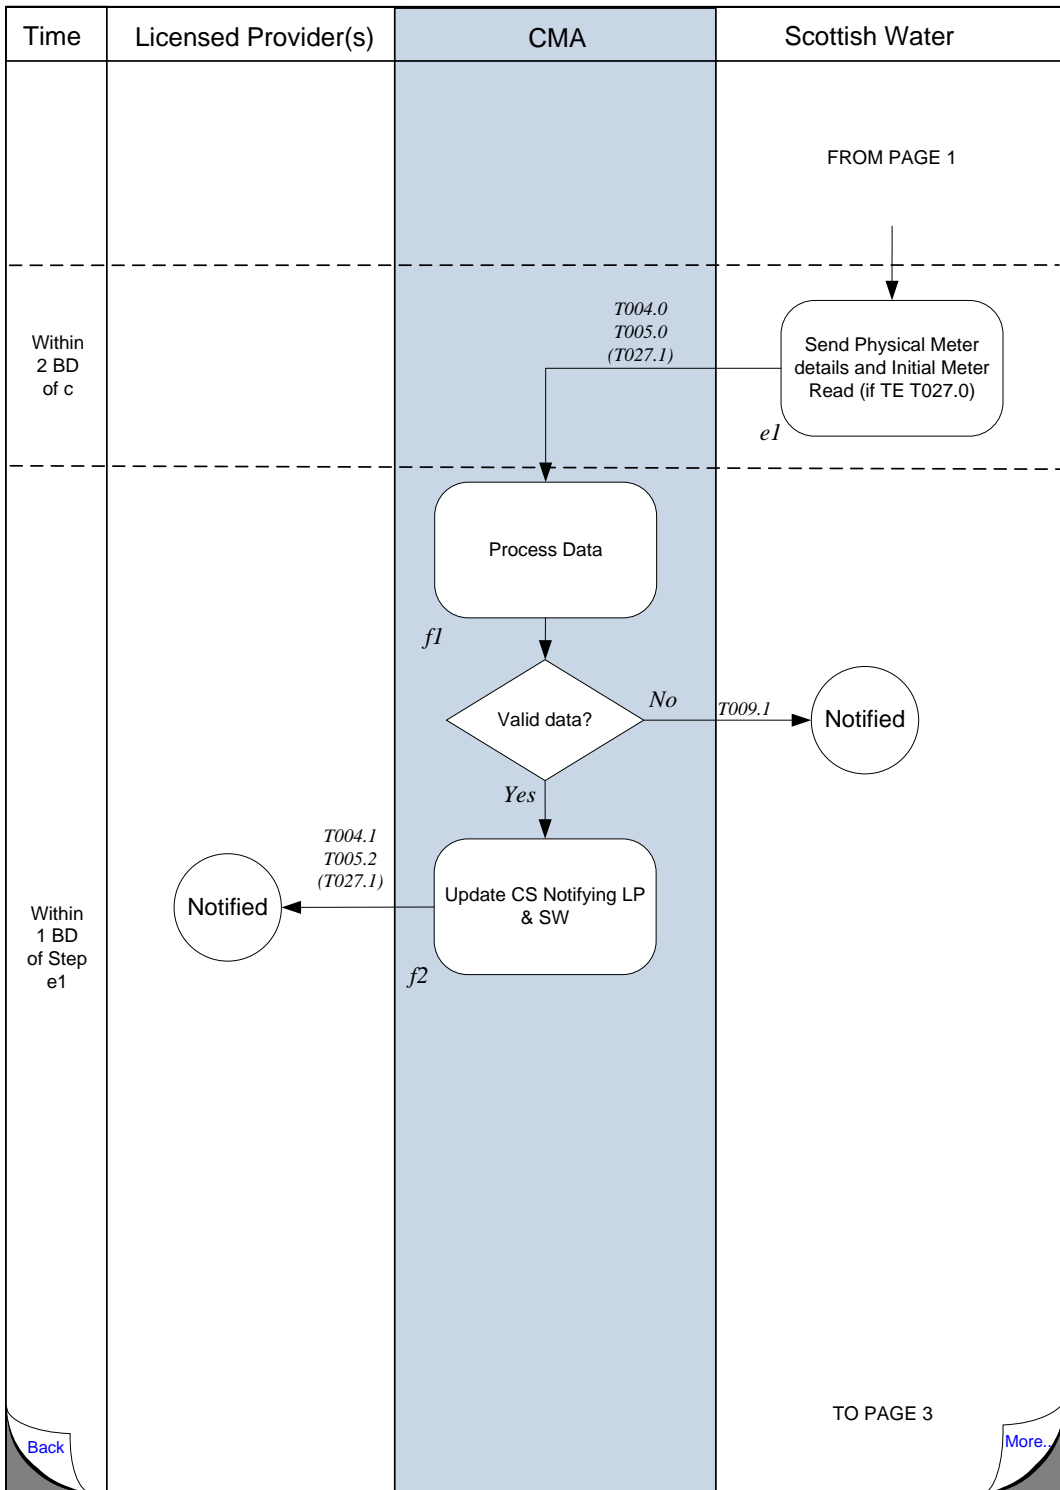 Time
Licensed Provider(s)
CMA
Scottish Water
FROM PAGE 1
Within
2 BD
of c
T004.0
T005.0
(T027.1)
Send Physical Meter
details and Initial Meter
Read (if TE T027.0)
e1
Process Data
f1
Valid data?
No
T009.1
Notified
Yes
T004.1
T005.2
(T027.1)
Notified
Update CS Notifying LP
& SW
f2
Within
1 BD
of Step
e1
TO PAGE 3
Back
More..